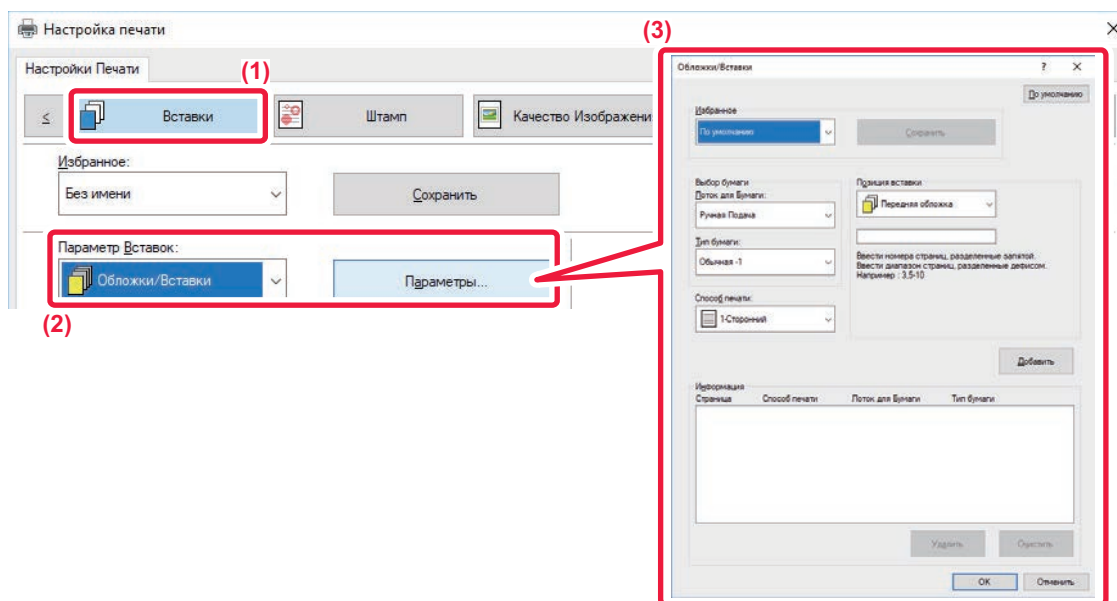 Настройка печати
(3)
Настройки Печати
(1)
Вставки
Штамп
Качество Изображени
Избранное:
Без имени
Сохранить
Параметр Вставок:
Обложки/Вставки
Параметры...
(2)
Обложки/Вставки
По умолчанию
Избранное
По умолчанию
Сохранить
Выбор бумаги
Лоток для Бумаги:
Ручная Подача
Тип бумаги:
Обычная -1
Способ печати:
1-Сторонний
Позиция вставки
Передняя обложка
Ввести номера страниц, разделенные запятой.
Ввести диапазон страниц, разделенные дефисом.
Например : 3,5-10
Добавить
Информация
Страница Способ печати Лоток для Бумаги Тип бумаги
Удалить Очистить
OK Отменить